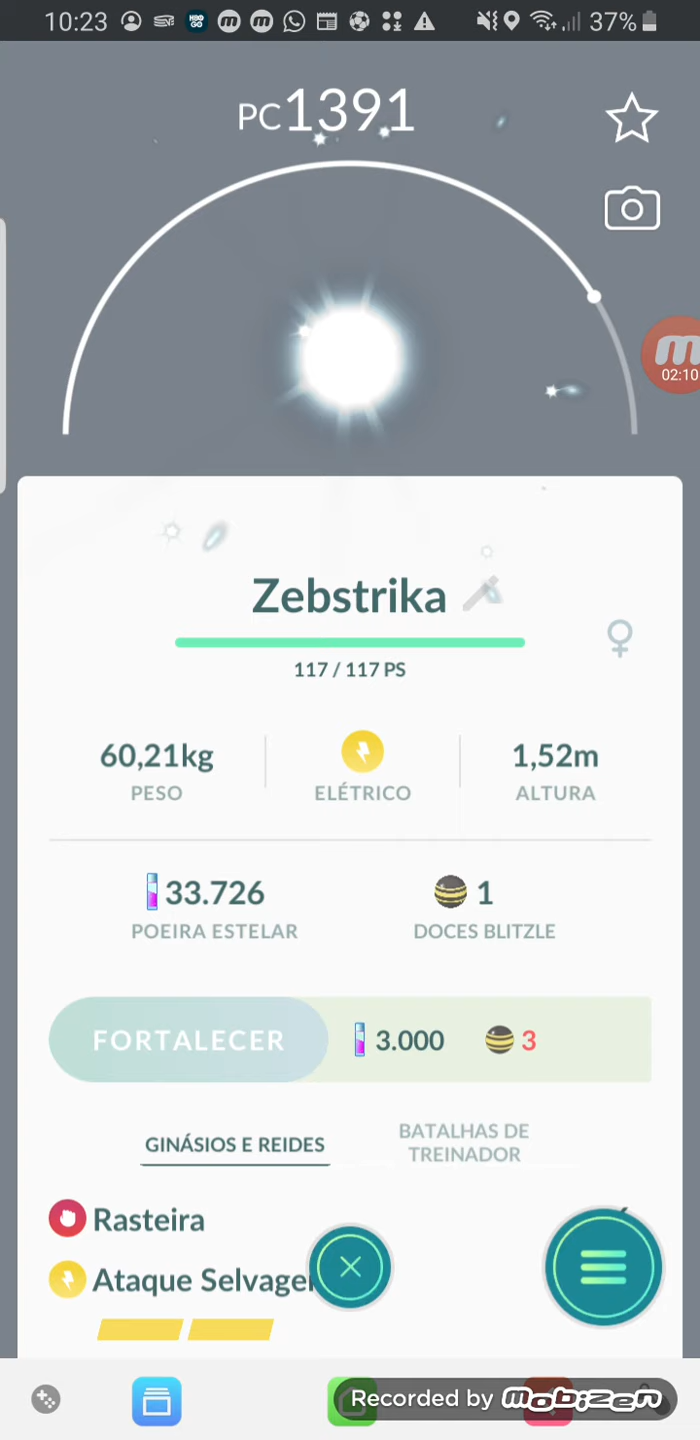 10:23
37%
PC1391
02:10
Zebstrika
117 / 117 PS
60,21kg
PESO
ELÉTRICO
1,52m
ALTURA
33.726
POEIRA ESTELAR
1
DOCES BLITZLE
FORTALECER
3.000
3
GINÁSIOS E REIDES
BATALHAS DE
TREINADOR
Rasteira
Ataque Selvage
Recorded by mobizen